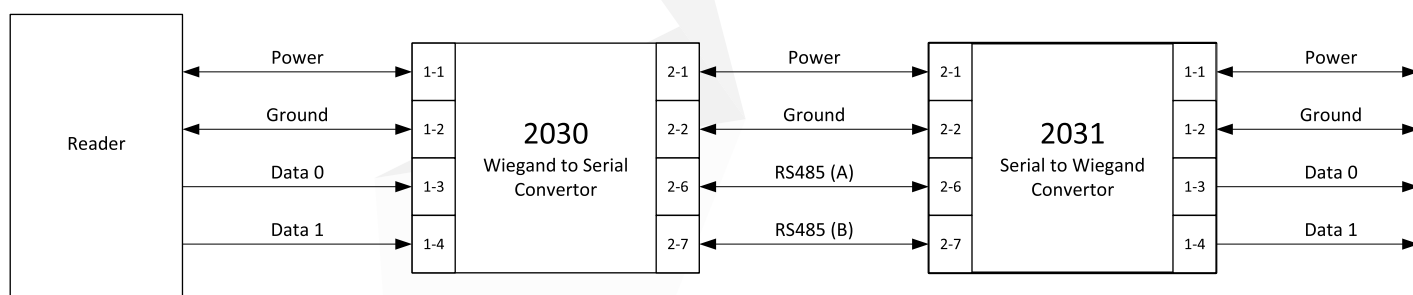 Reader
Power
Ground
Data 0
Data 1
1-1
1-2
1-3
1-4
2030
Wiegand to Serial
Convertor
2-1
2-2
2-6
2-7
Power
Ground
RS485 (A)
RS485 (B)
2-1
2-2
2-6
2-7
2031
Serial to Wiegand
Convertor
1-1
1-2
1-3
1-4
Power
Ground
Data 0
Data 1